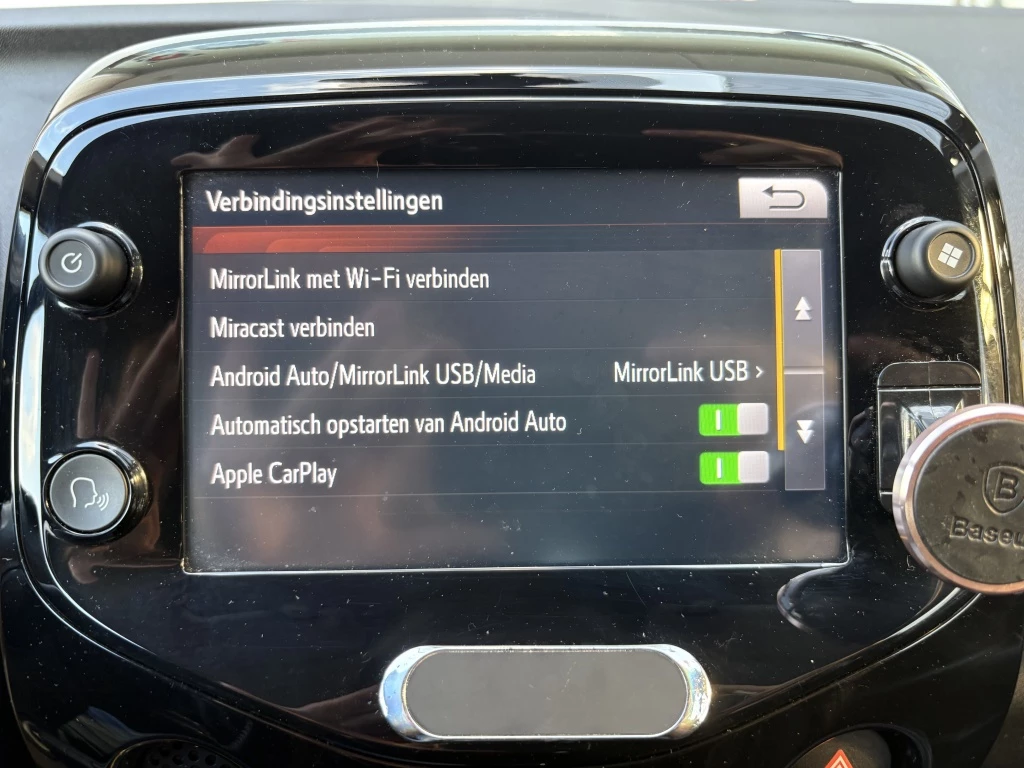 Verbindingsinstellingen
MirrorLink met Wi-Fi verbinden
Miracast verbinden
Android Auto/MirrorLink USB/Media MirrorLink USB >
Automatisch opstarten van Android Auto
Apple CarPlay
B